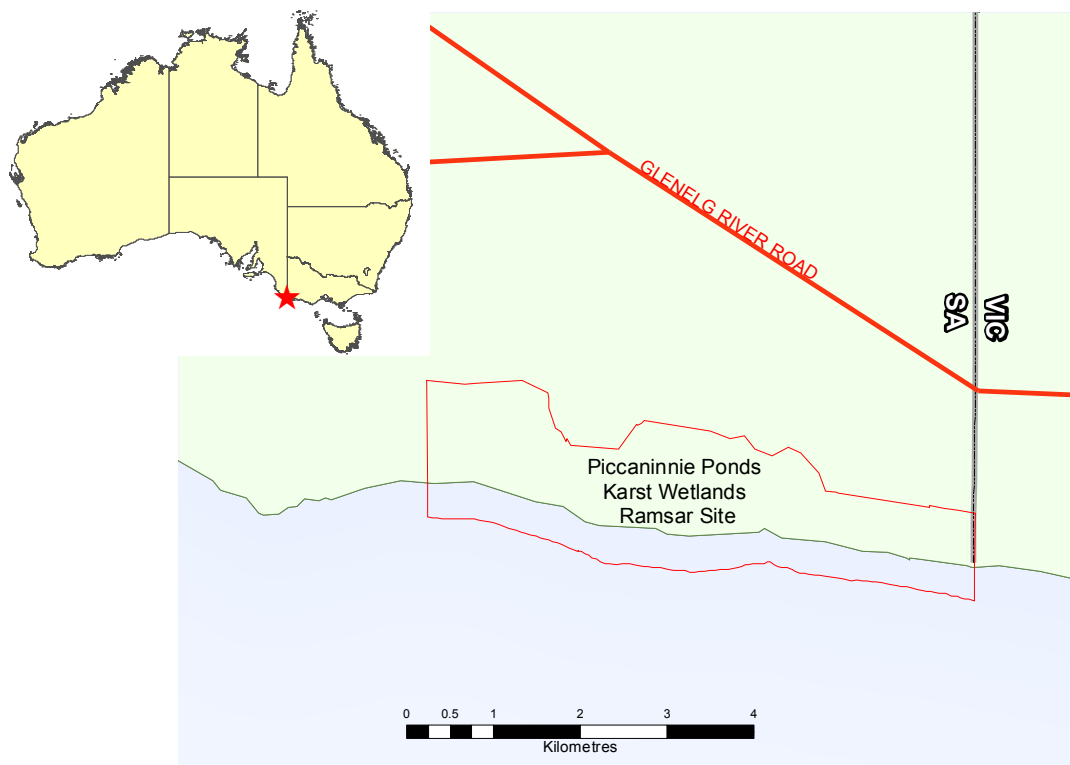 GLENELG RIVER ROAD
SA
VIC
Piccaninnie Ponds
Karst Wetlands
Ramsar Site
0 0.5 1 2 3 4
Kilometres